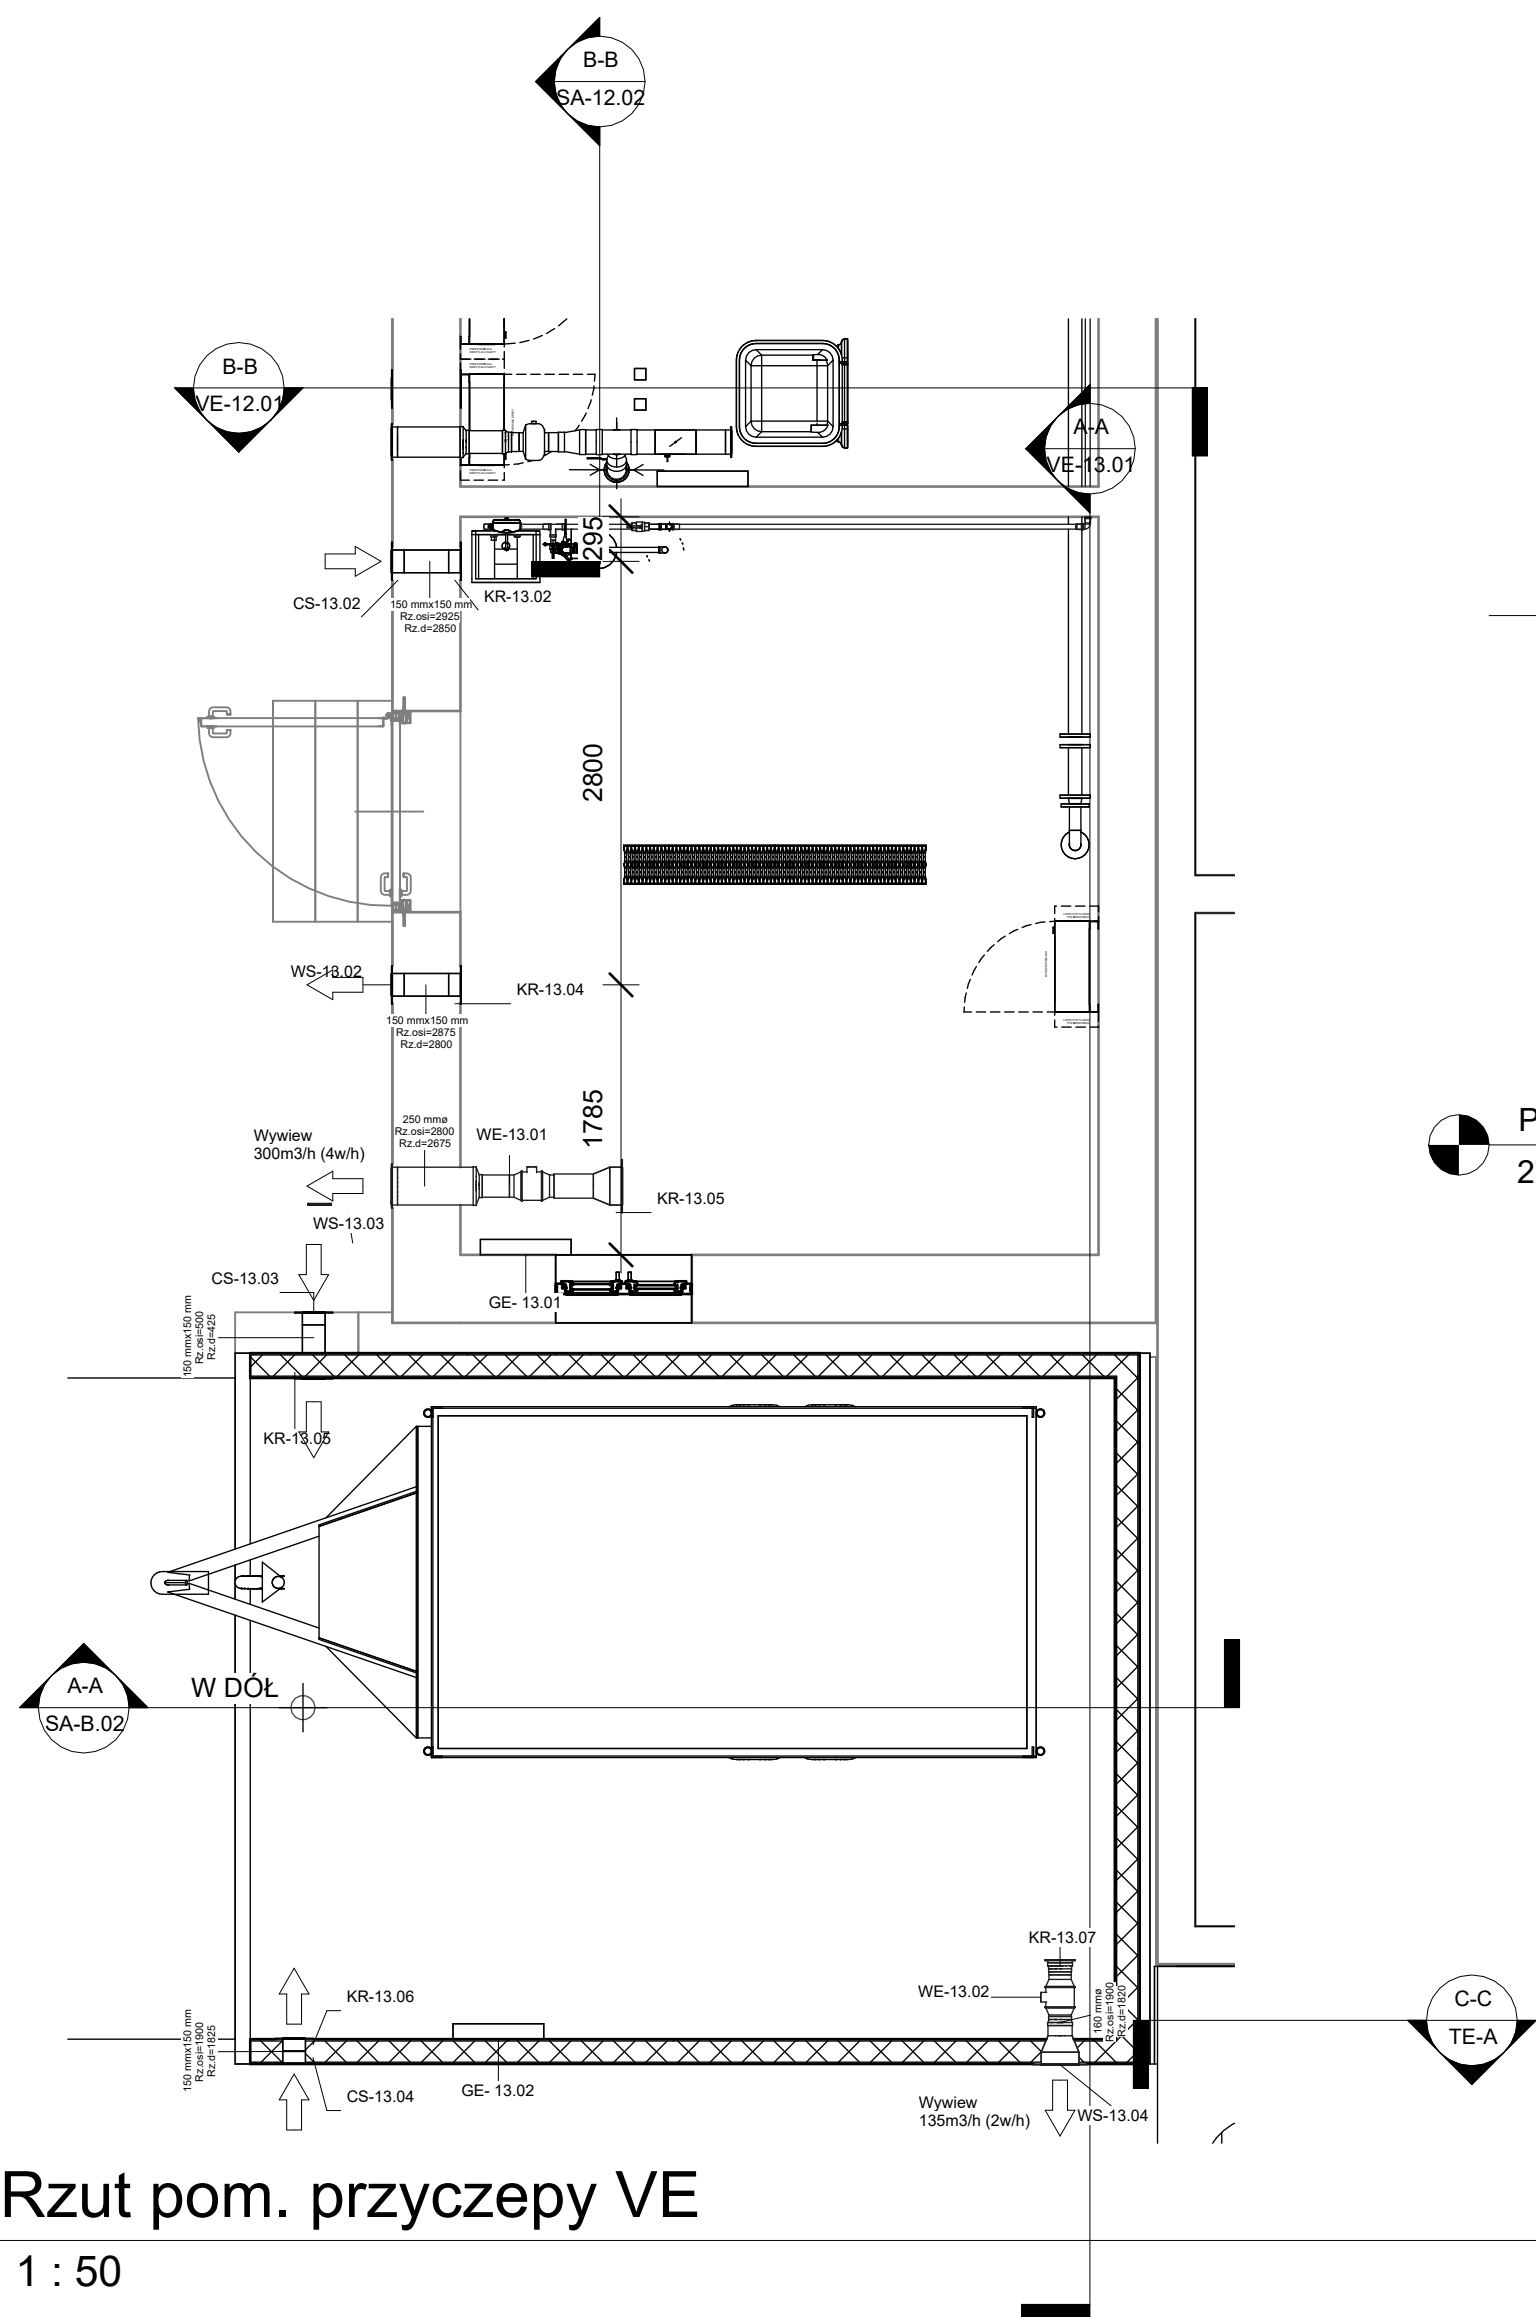 B-B
SA-12.02
B-B
VE-12.01
A-A
VE-13.01
295
CS-13.02
150 mmx150 mm
Rz.osi=2925
Rz.d=2850
KR-13.02
2800
WS-13.02
KR-13.04
150 mmx150 mm
Rz.osi=2875
Rz.d=2800
1785
250 mmø
Rz.osi=2800
Rz.d=2675
WE-13.01
Wywiew
300m3/h (4w/h)
KR-13.05
WS-13.03
CS-13.03
GE- 13.01
150 mmx150 mm
Rz.osi=500
Rz.d=425
KR-13.05
P
2
A-A
SA-B.02
W DÓŁ
KR-13.07
WE-13.02
160 mmø
Rz.osi=1900
Rz.d=1820
KR-13.06
150 mmx150 mm
Rz.osi=1900
Rz.d=1825
CS-13.04
GE- 13.02
Wywiew
135m3/h (2w/h)
WS-13.04
C-C
TE-A
Rzut pom. przyczepy VE
1 : 50